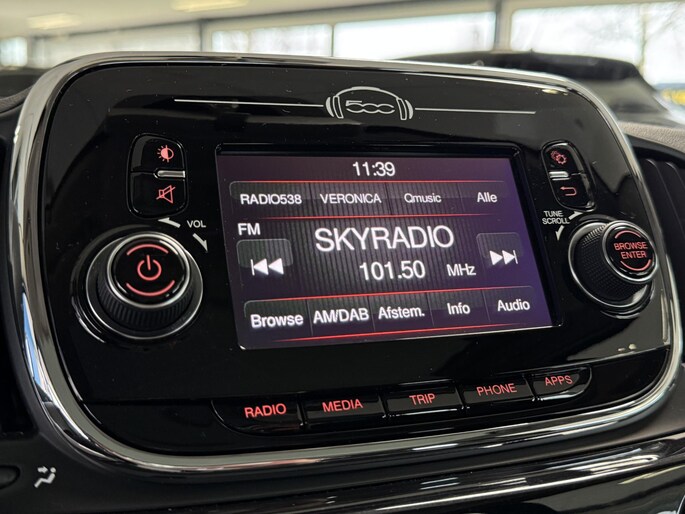 500
11:39
RADIO538 VERONICA Qmusic Alle
VOL
FM
SKYRADIO
TUNE
SCROLL
BROWSE
ENTER
101.50 MHz
Browse AM/DAB Afstem. Info Audio
RADIO MEDIA TRIP PHONE APPS